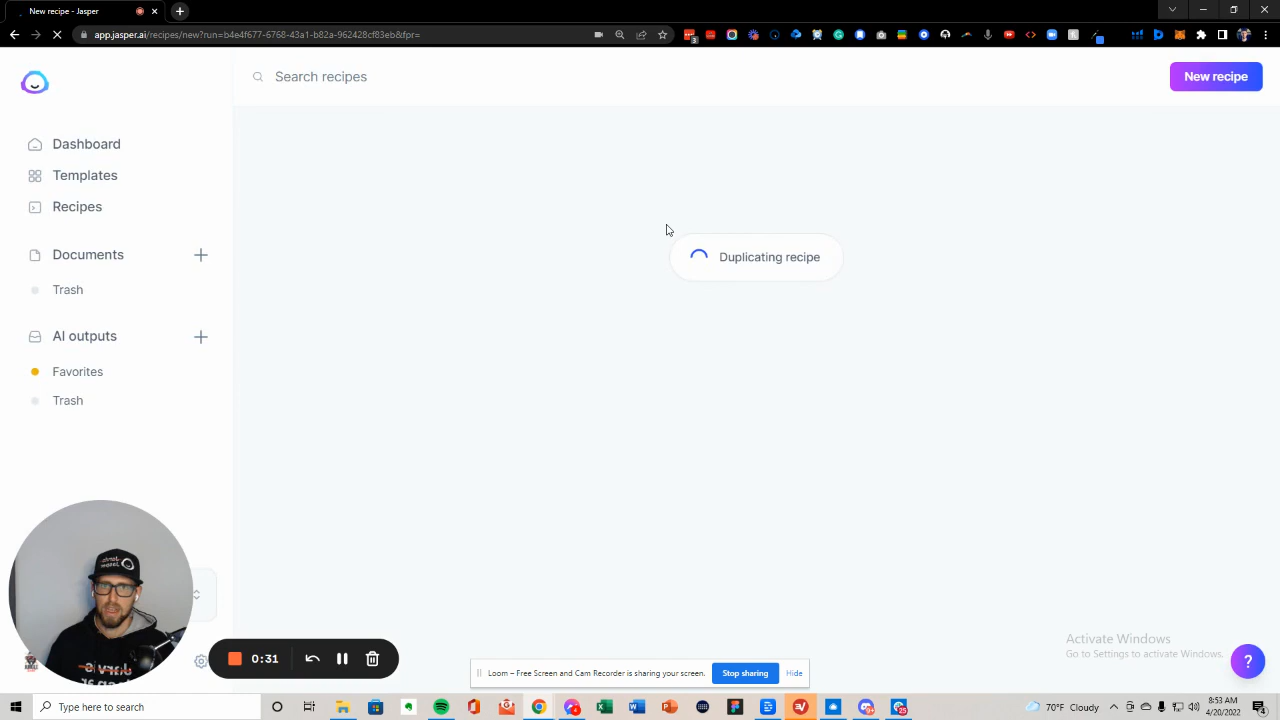 New recipe - Jasper
app.jasper.ai/recipes/new?run=b4e4f677-6768-43a1-b82a-962428cf83eb&fpr=
Search recipes
New recipe
Dashboard
Templates
Recipes
Duplicating recipe
Documents
Trash
AI outputs
Favorites
Trash
0:31
Loom – Free Screen and Cam Recorder is sharing your screen.
Stop sharing
Hide
Activate Windows
Go to Settings to activate Windows.
?
Type here to search
70°F Cloudy
8:53 AM
4/20/2022